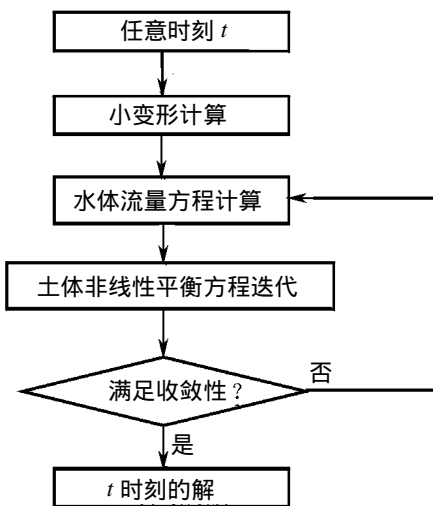 任意时刻 t
小变形计算
水体流量方程计算
土体非线性平衡方程迭代
满足收敛性?
否
是
t 时刻的解